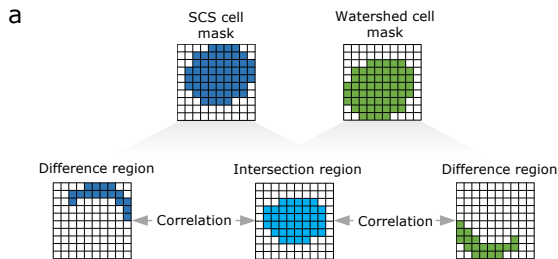 a
SCS cell
mask
Watershed cell
mask
Difference region
Intersection region
Difference region
Correlation
Correlation